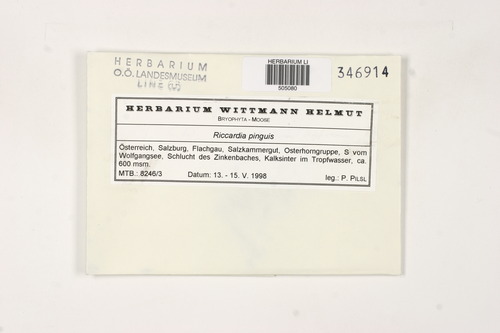 HERBARIUM
O.Ö. LANDESMUSEUM
LINZ (LI)
HERBARIUM LI
505080
346914
HERBARIUM WITTMANN HELMUT
BRYOPHYTA - MOOSE
Riccardia pinguis
Österreich, Salzburg, Flachgau, Salzkammergut, Osterhorngruppe, S vom
Wolfgangsee, Schlucht des Zinkenbaches, Kalksinter im Tropfwasser, ca.
600 msm.
MTB.: 8246/3 Datum: 13. - 15. V. 1998 leg.: P. PILSL